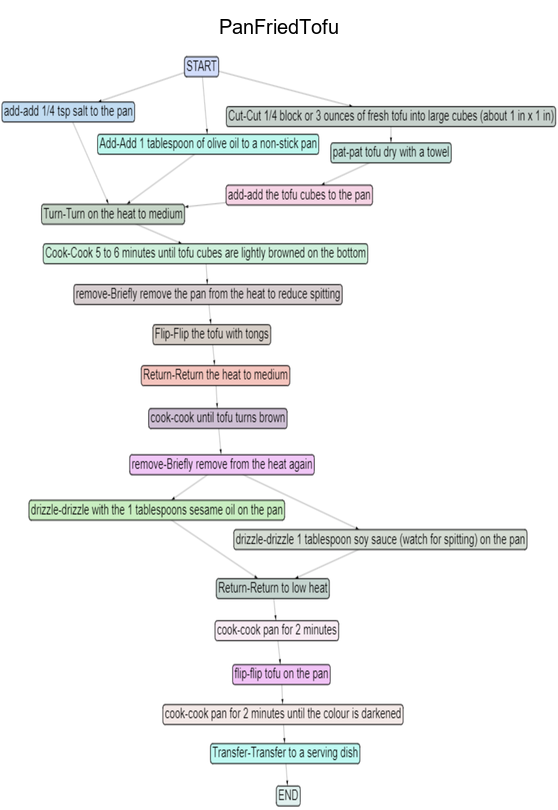 PanFriedTofu
START
add-add 1/4 tsp salt to the pan
Cut-Cut 1/4 block or 3 ounces of fresh tofu into large cubes (about 1 in x 1 in)
Add-Add 1 tablespoon of olive oil to a non-stick pan
pat-pat tofu dry with a towel
add-add the tofu cubes to the pan
Turn-Turn on the heat to medium
Cook-Cook 5 to 6 minutes until tofu cubes are lightly browned on the bottom
remove-Briefly remove the pan from the heat to reduce spitting
Flip-Flip the tofu with tongs
Return-Return the heat to medium
cook-cook until tofu turns brown
remove-Briefly remove from the heat again
drizzle-drizzle with the 1 tablespoons sesame oil on the pan
drizzle-drizzle 1 tablespoon soy sauce (watch for spitting) on the pan
Return-Return to low heat
cook-cook pan for 2 minutes
flip-flip tofu on the pan
cook-cook pan for 2 minutes until the colour is darkened
Transfer-Transfer to a serving dish
END